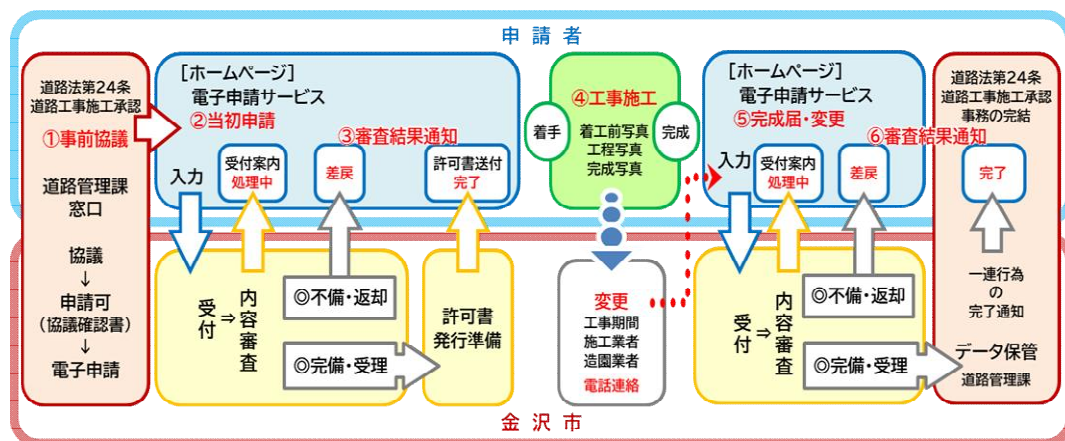 申請者
道路法第24条
道路工事施工承認
①事前協議
道路管理課
窓口
協議
↓
申請可
（協議確認書）
↓
電子申請
［ホームページ］
電子申請サービス
②当初申請
③審査結果通知
入力
受付案内
処理中
差戻
許可書送付
完了
受付
⇒
内容審査
◎不備・返却
◎完備・受理
許可書
発行準備
④工事施工
着手
完成
着工前写真
工程写真
完成写真
変更
工事期間
施工業者
造園業者
電話連絡
［ホームページ］
電子申請サービス
⑤完成届・変更
⑥審査結果通知
入力
受付案内
処理中
差戻
受付
⇒
内容審査
◎不備・返却
◎完備・受理
道路法第24条
道路工事施工承認
事務の完結
完了
一連行為
の
完了通知
データ保管
道路管理課
金沢市